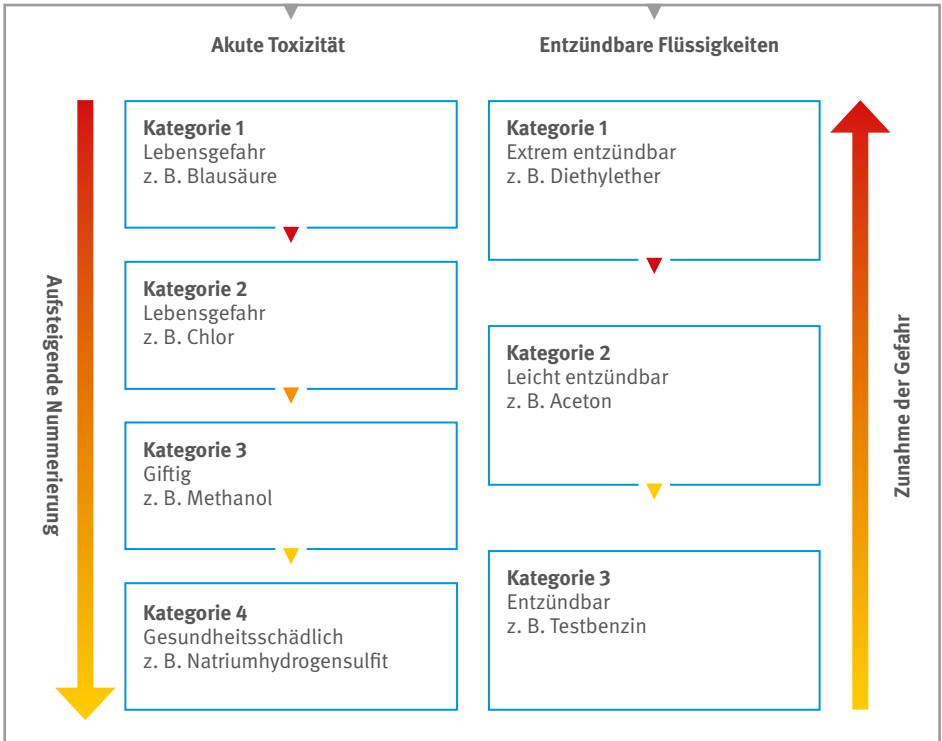 Akute Toxizität
Entzündbare Flüssigkeiten
Aufsteigende Nummerierung
Kategorie 1
Lebensgefahr
z. B. Blausäure
Kategorie 2
Lebensgefahr
z. B. Chlor
Kategorie 3
Giftig
z. B. Methanol
Kategorie 4
Gesundheitsschädlich
z. B. Natriumhydrogensulfit
Kategorie 1
Extrem entzündbar
z. B. Diethylether
Kategorie 2
Leicht entzündbar
z. B. Aceton
Kategorie 3
Entzündbar
z. B. Testbenzin
Zunahme der Gefahr